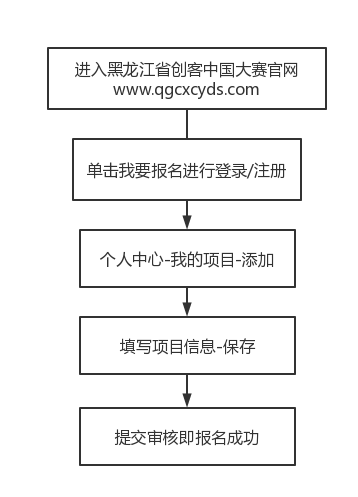 进入黑龙江省创客中国大赛官网
www.qgcxcyds.com
单击我要报名进行登录/注册
个人中心-我的项目-添加
填写项目信息-保存
提交审核即报名成功